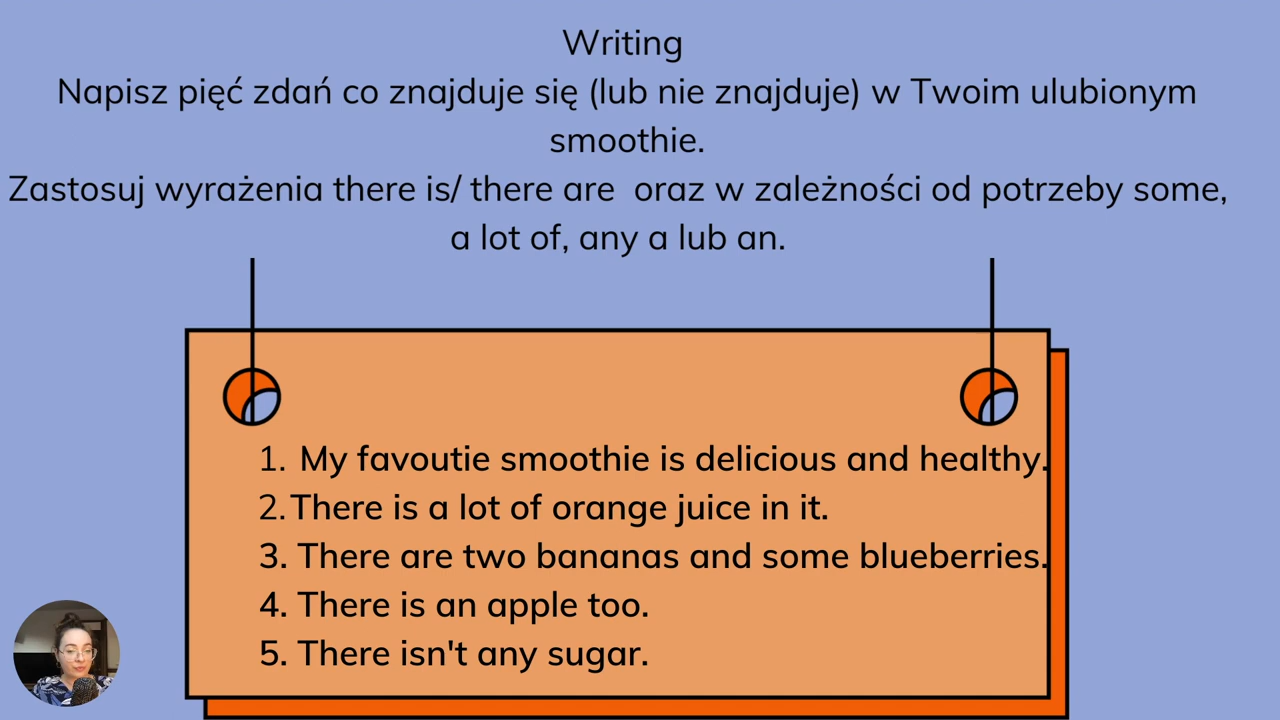 Writing
Napisz pięć zdań co znajduje się (lub nie znajduje) w Twoim ulubionym
smoothie.
Zastosuj wyrażenia there is/ there are oraz w zależności od potrzeby some,
a lot of, any a lub an.
1. My favoutie smoothie is delicious and healthy.
2. There is a lot of orange juice in it.
3. There are two bananas and some blueberries.
4. There is an apple too.
5. There isn't any sugar.